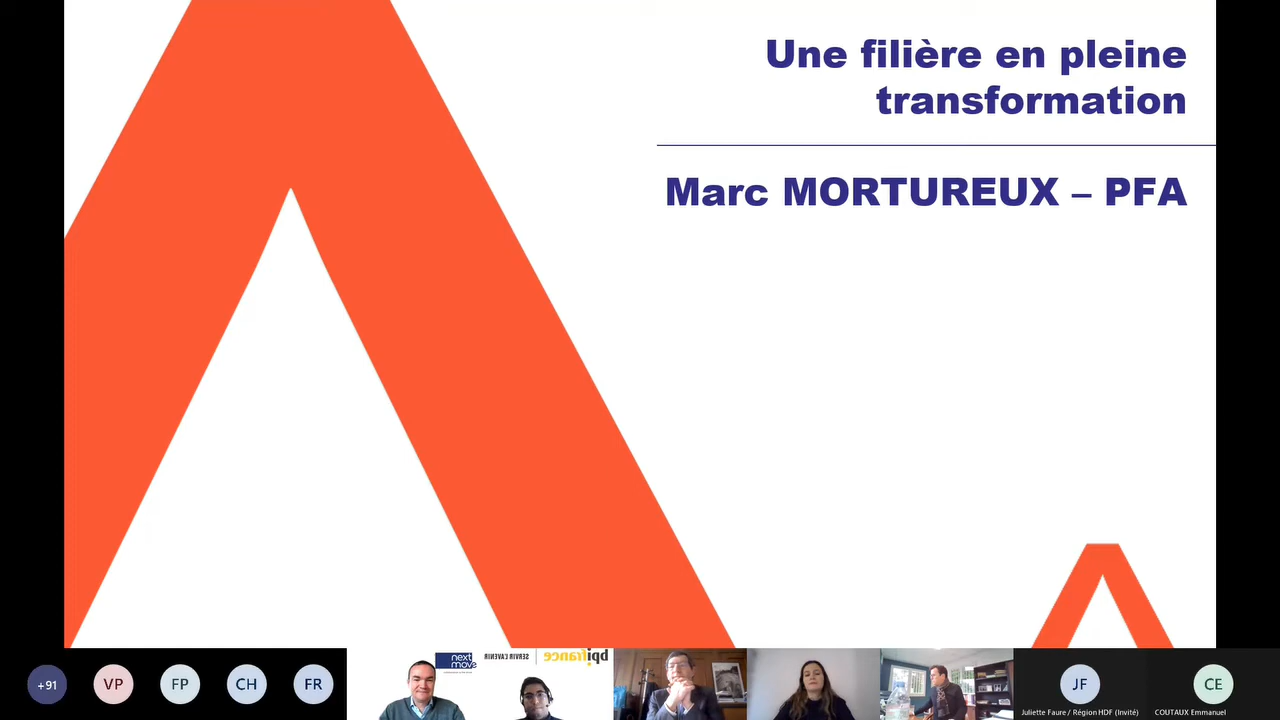 Une filière en pleine
transformation
Marc MORTUREUX – PFA
+91
VP
FP
CH
FR
next
move
SERVIR L'AVENIR
bpifrance
JF
Juliette Faure / Région HDF (Invité)
CE
COUTAUX Emmanuel